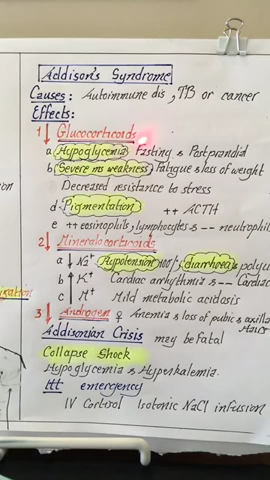 Addison's Syndrome
Causes: Autoimmune dis, TB or cancer
Effects:
1 ↓ Glucocorticoids
a. Hypoglycemia: Fasting & Postprandial
b. Severe ms weakness, Fatigue & loss of weight
Decreased resistance to stress
d. Pigmentation ++ ACTH
e ++ eosinophils, lymphocytes & -- neutrophils
2 ↓ Mineralocorticoids
a ↓ Na⁺ Hypotension diarrhoea polyu
b ↑ K⁺ Cardiac arrhythmia & -- Cardiac
c H⁺ Mild metabolic acidosis
3 ↓ Androgen ♀ Anemia & loss of pubic & axilla
Hairs
Addisonian Crisis may be fatal
Collapse Shock
Hypoglycemia & Hyperkalemia.
ttt emergency
IV Cortisol Isotonic NaCl infusion